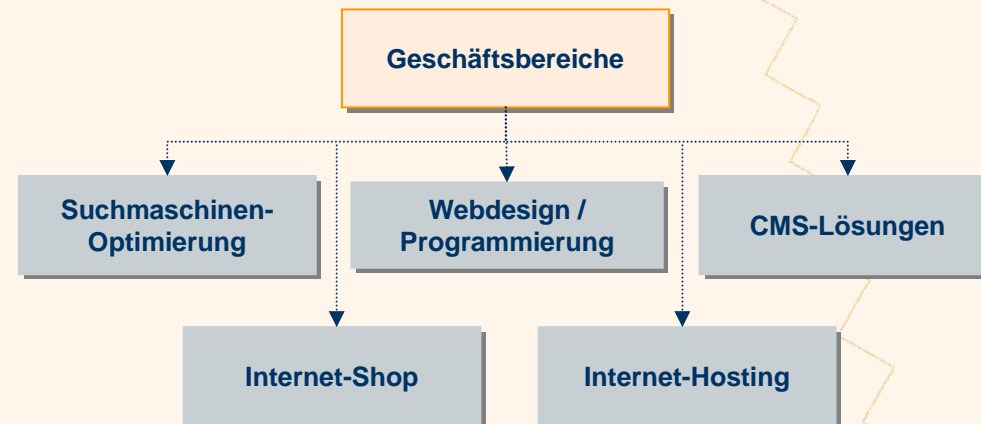 Geschäftsbereiche
Suchmaschinen-
Optimierung
Webdesign /
Programmierung
CMS-Lösungen
Internet-Shop
Internet-Hosting